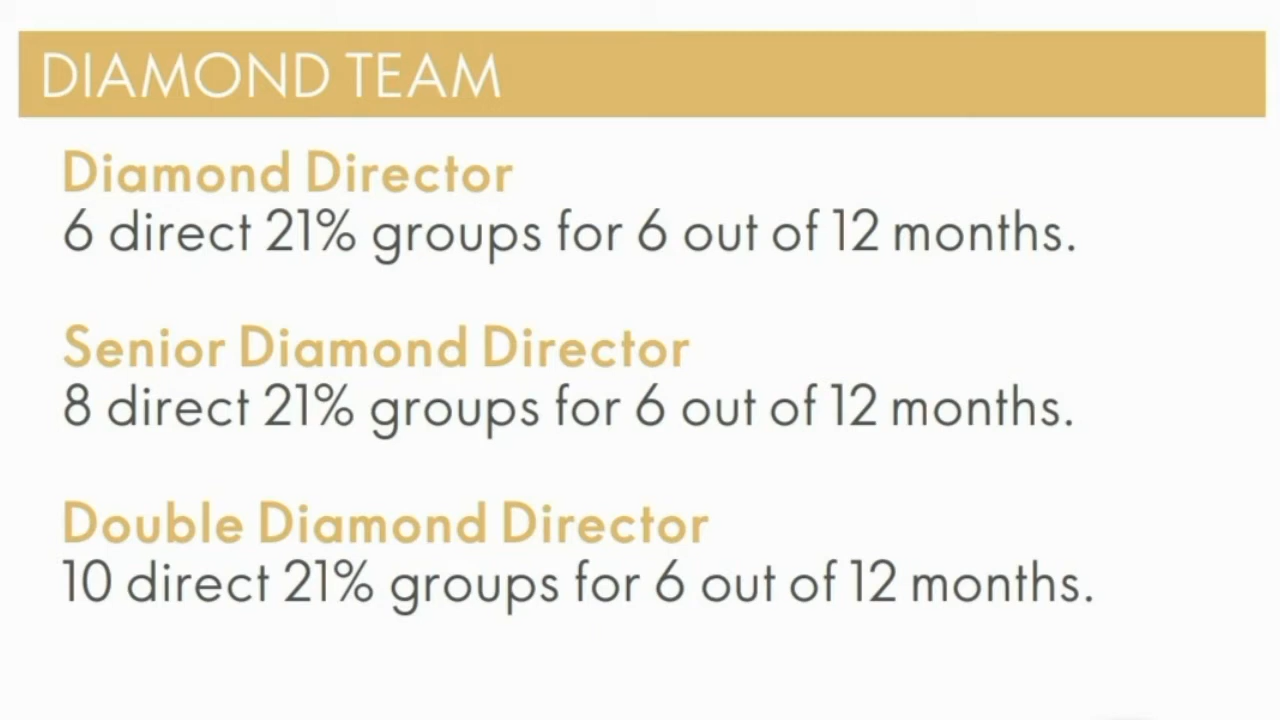 DIAMOND TEAM
Diamond Director
6 direct 21% groups for 6 out of 12 months.
Senior Diamond Director
8 direct 21% groups for 6 out of 12 months.
Double Diamond Director
10 direct 21% groups for 6 out of 12 months.